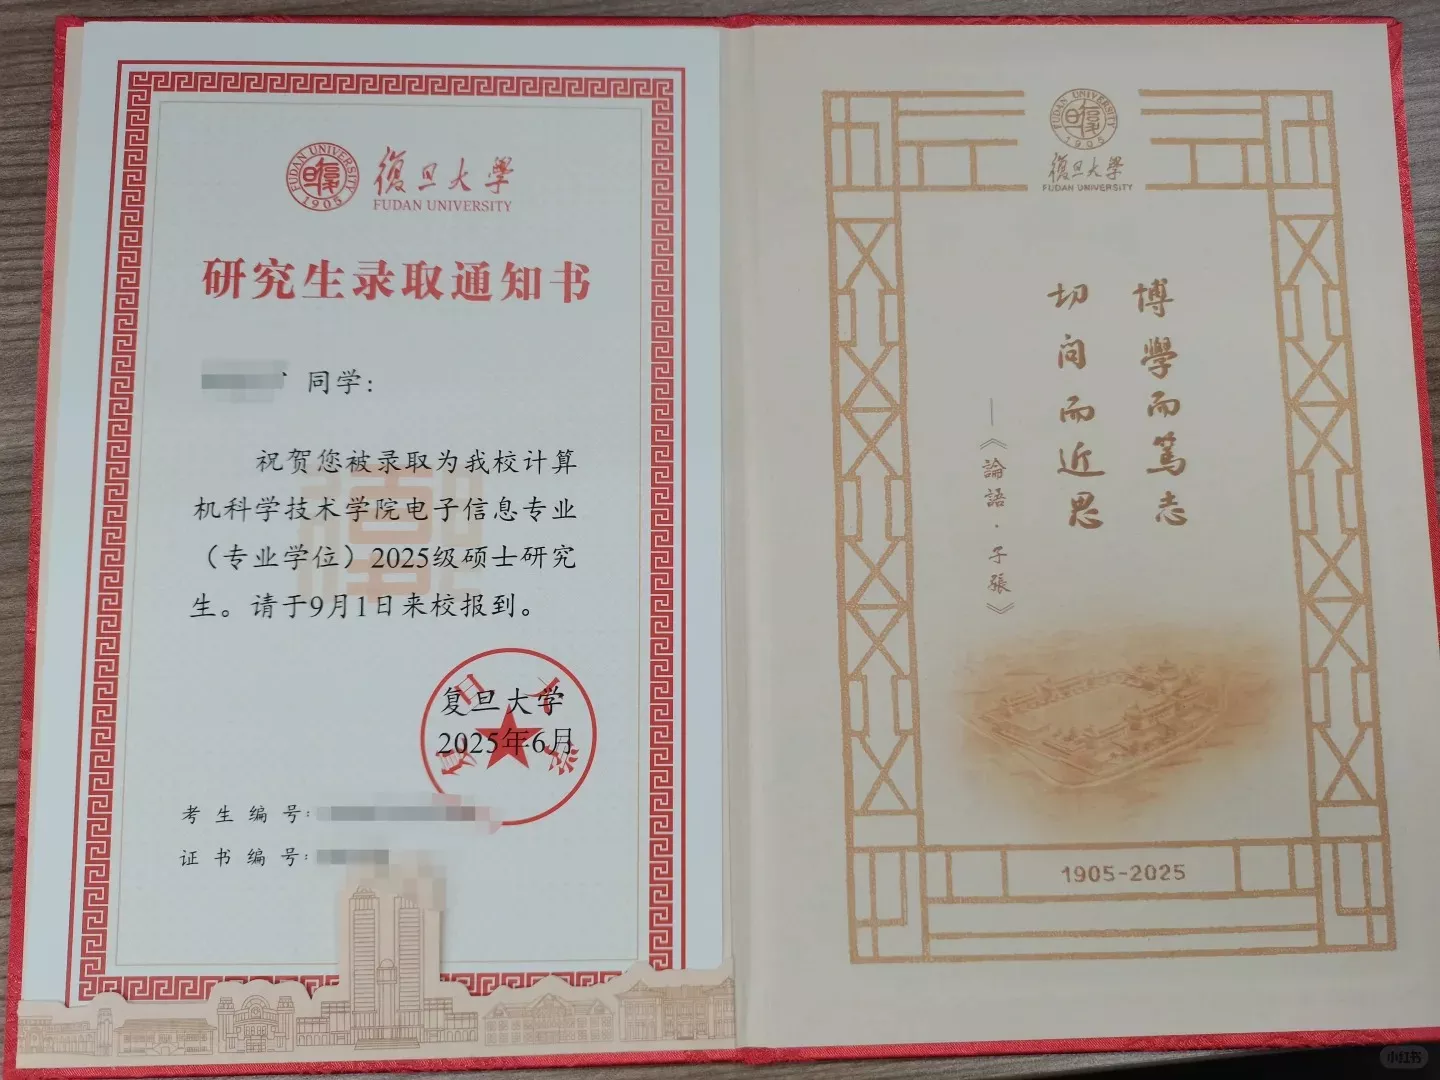 FUDAN UNIVERSITY
1905
復旦大學
FUDAN UNIVERSITY
研究生录取通知书
同学:
祝贺您被录取为我校计算
机科学技术学院电子信息专业
（专业学位）2025级硕士研究
生。请于9月1日来校报到。
复旦大学
2025年6月
考生编号:
证书编号:
FUDAN UNIVERSITY
1905
復旦大學
FUDAN UNIVERSITY
博學而篤志
切问而近思
—《論語·子張》
1905-2025
小红书